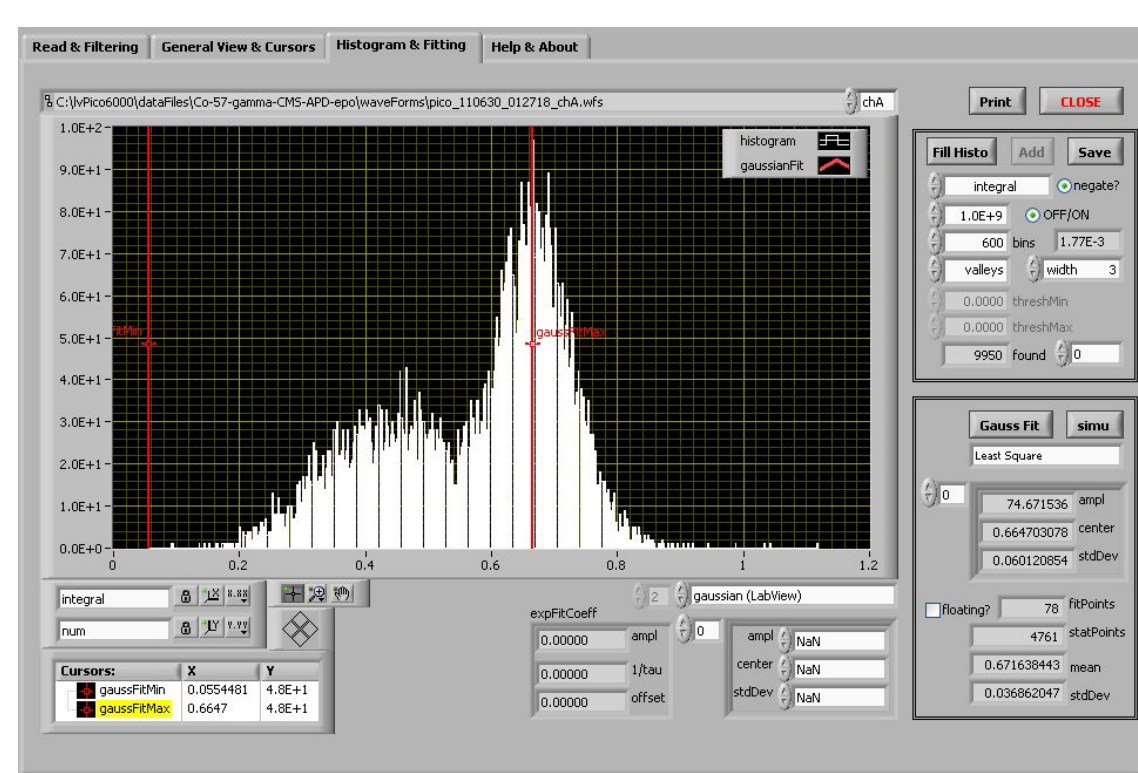 Read & Filtering General View & Cursors Histogram & Fitting Help & About
C:\lvPico6000\dataFiles\Co-57-gamma-CMS-APD-epo\waveForms\pico_110630_012718_chA.wfs chA
Print CLOSE
1.0E+2
9.0E+1
8.0E+1
7.0E+1
6.0E+1
5.0E+1
4.0E+1
3.0E+1
2.0E+1
1.0E+1
0.0E+0
0 0.2 0.4 0.6 0.8 1 1.2
histogram
gaussianFit
FitMin
gaussFitMax
Fill Histo Add Save
integral negate?
1.0E+9 OFF/ON
600 bins 1.77E-3
valleys width 3
0.0000 threshMin
0.0000 threshMax
9950 found 0
Gauss Fit simu
Least Square
0
74.671536 ampl
0.664703078 center
0.060120854 stdDev
floating? 78 fitPoints
4761 statPoints
0.671638443 mean
0.036862047 stdDev
integral X X.XX
num Y Y.YY
Cursors: X Y
gaussFitMin 0.0554481 4.8E+1
gaussFitMax 0.6647 4.8E+1
2 gaussian (LabView)
expFitCoeff
0.00000 ampl
0.00000 1/tau
0.00000 offset
0
ampl NaN
center NaN
stdDev NaN